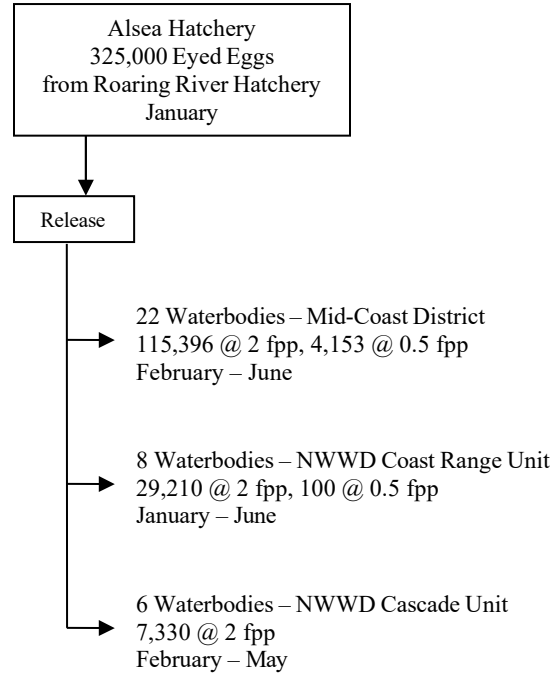 Alsea Hatchery
325,000 Eyed Eggs
from Roaring River Hatchery
January
Release
22 Waterbodies – Mid-Coast District
115,396 @ 2 fpp, 4,153 @ 0.5 fpp
February – June
8 Waterbodies – NWWD Coast Range Unit
29,210 @ 2 fpp, 100 @ 0.5 fpp
January – June
6 Waterbodies – NWWD Cascade Unit
7,330 @ 2 fpp
February – May